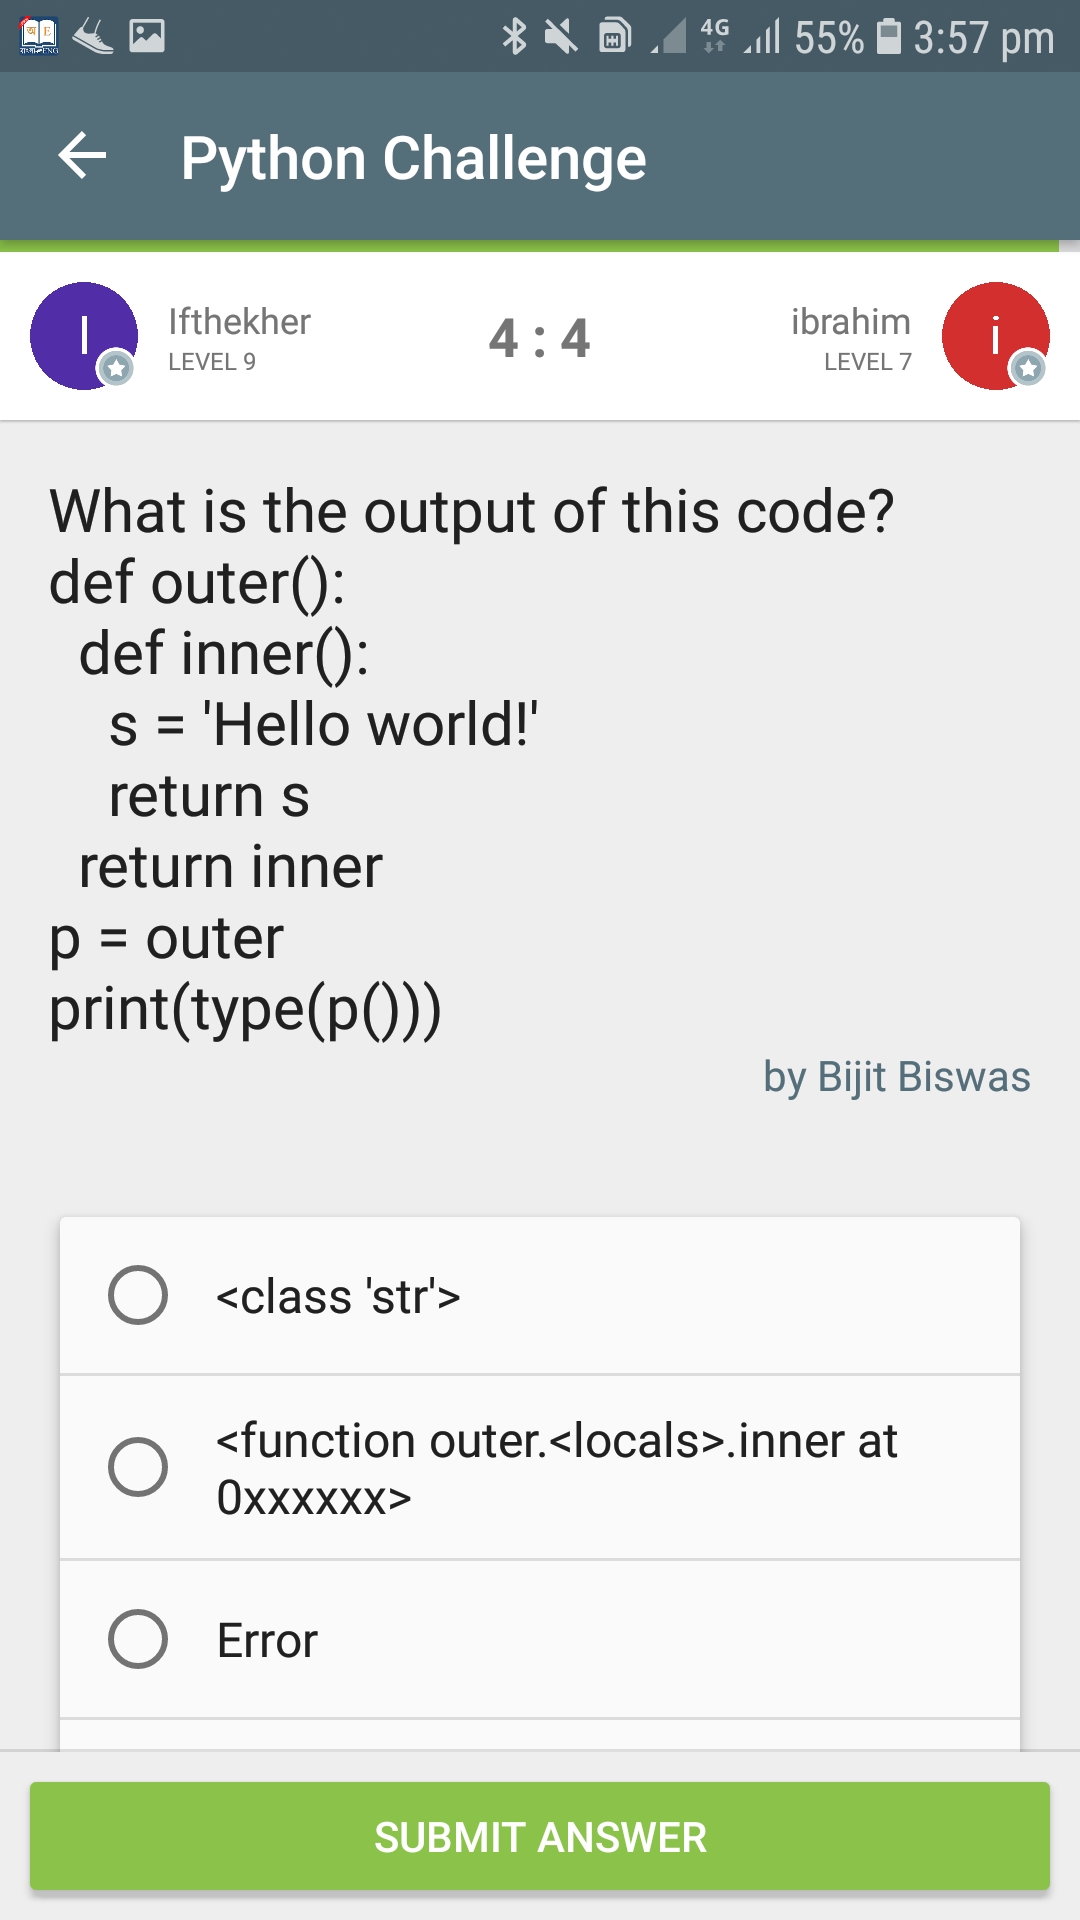 4G
55%
3:57 pm
Python Challenge
I
Ifthekher
LEVEL 9
4 : 4
ibrahim
LEVEL 7
i
What is the output of this code?
def outer():
  def inner():
    s = 'Hello world!'
    return s
  return inner
p = outer
print(type(p()))
by Bijit Biswas
<class 'str'>
<function outer.<locals>.inner at
0xxxxxx>
Error
SUBMIT ANSWER